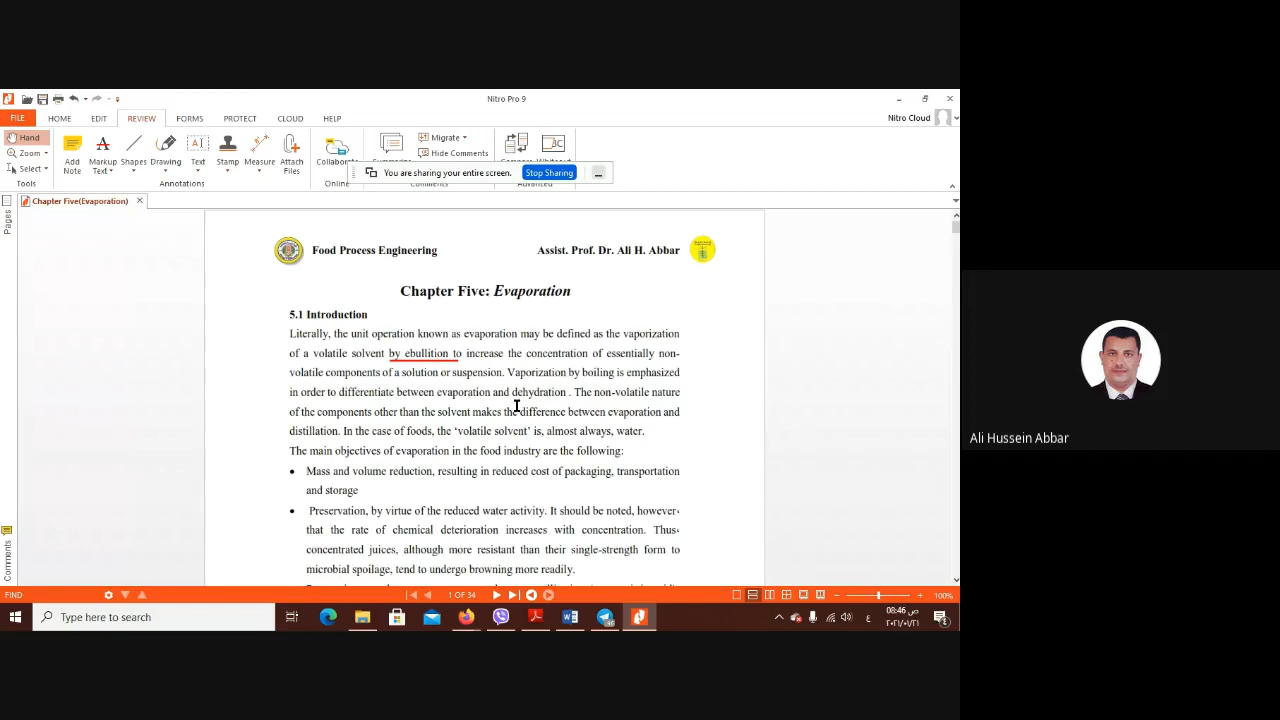 Nitro Pro 9
FILE HOME EDIT REVIEW FORMS PROTECT CLOUD HELP
Nitro Cloud
Hand
Zoom
Select
Tools
Add Note
Markup Text
Shapes
Drawing
Text
Stamp
Measure
Attach Files
Annotations
Collaborate
Online
Migrate
Hide Comments
You are sharing your entire screen.
Stop Sharing
Chapter Five(Evaporation)
Pages
Food Process Engineering Assist. Prof. Dr. Ali H. Abbar
Chapter Five: Evaporation
5.1 Introduction
Literally, the unit operation known as evaporation may be defined as the vaporization
of a volatile solvent by ebullition to increase the concentration of essentially non-
volatile components of a solution or suspension. Vaporization by boiling is emphasized
in order to differentiate between evaporation and dehydration . The non-volatile nature
of the components other than the solvent makes the difference between evaporation and
distillation. In the case of foods, the ‘volatile solvent’ is, almost always, water.
The main objectives of evaporation in the food industry are the following:
• Mass and volume reduction, resulting in reduced cost of packaging, transportation
and storage
• Preservation, by virtue of the reduced water activity. It should be noted, however،
that the rate of chemical deterioration increases with concentration. Thus،
concentrated juices, although more resistant than their single-strength form to
microbial spoilage, tend to undergo browning more readily.
Comments
FIND
1 OF 34
100%
Type here to search
ع
08:46 ص
Ali Hussein Abbar